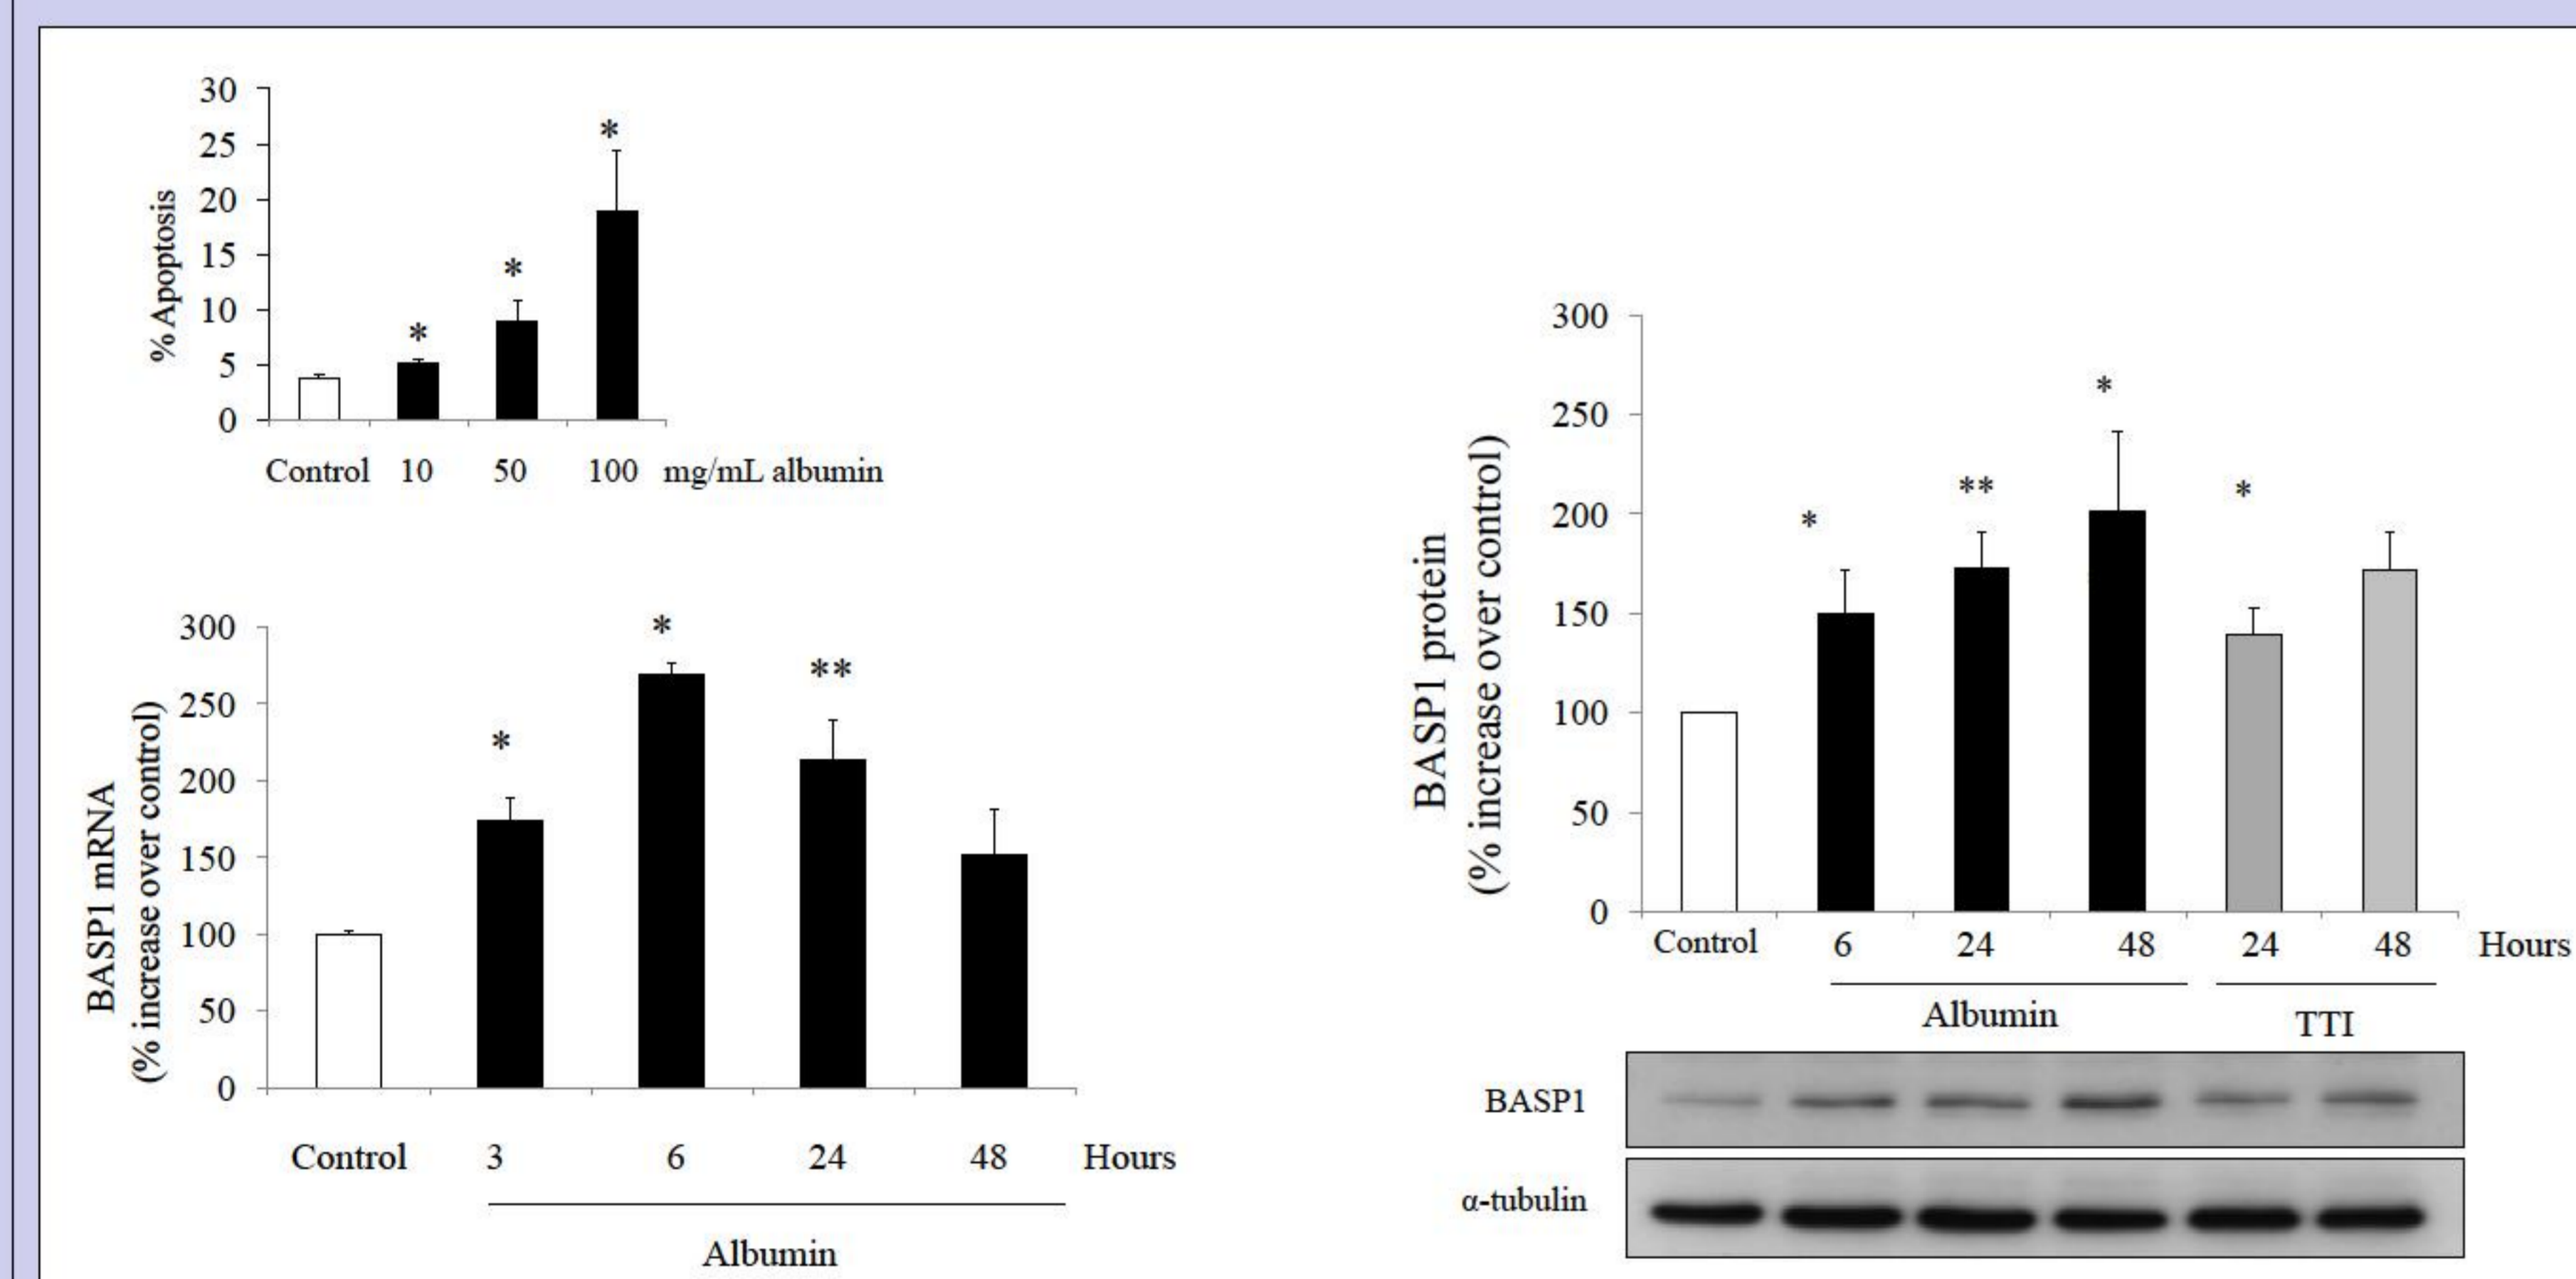 30
25
20
15
10
5
0
% Apoptosis
*
*
*
Control 10 50 100 mg/mL albumin
300
250
200
150
100
50
0
BASP1 mRNA
(% increase over control)
*
*
**
Control 3 6 24 48 Hours
Albumin
300
250
200
150
100
50
0
BASP1 protein
(% increase over control)
*
**
*
*
Control 6 24 48 24 48 Hours
Albumin TTI
BASP1
α-tubulin